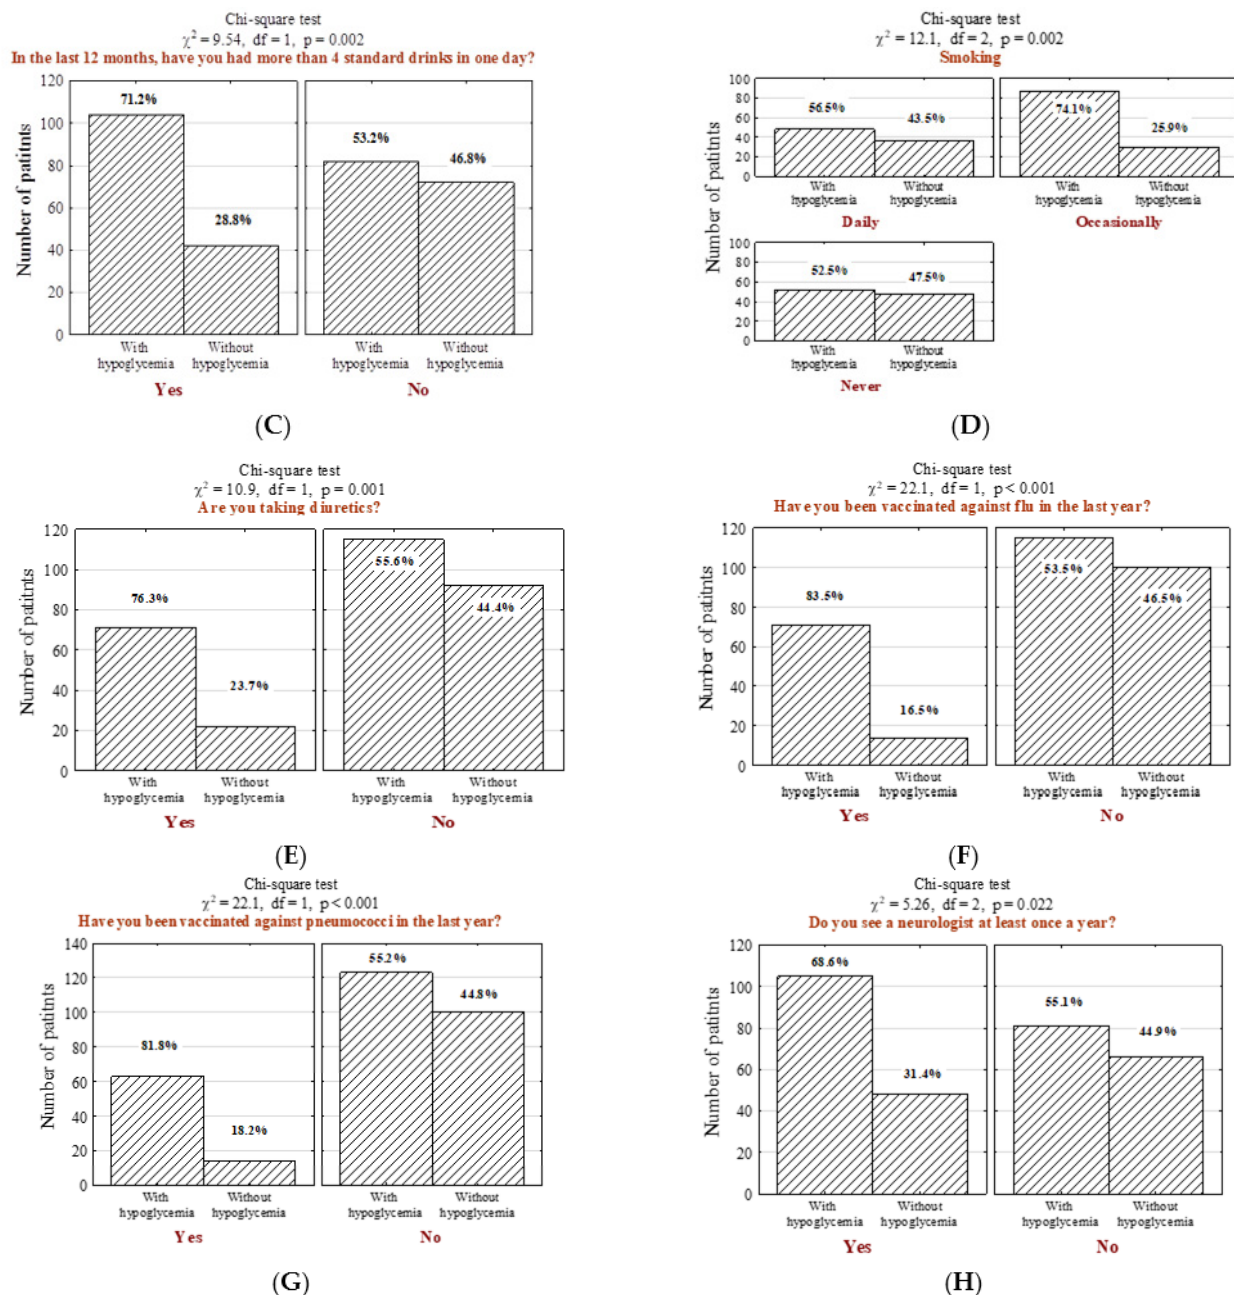 Chi-square test
χ² = 9.54, df = 1, p = 0.002
In the last 12 months, have you had more than 4 standard drinks in one day?
Number of patitnts
120
100
80
60
40
20
0
71.2%
28.8%
53.2%
46.8%
With hypoglycemia
Without hypoglycemia
With hypoglycemia
Without hypoglycemia
Yes
No
(C)
Chi-square test
χ² = 12.1, df = 2, p = 0.002
Smoking
Number of patitnts
100
80
60
40
20
0
56.5%
43.5%
74.1%
25.9%
With hypoglycemia
Without hypoglycemia
With hypoglycemia
Without hypoglycemia
Daily
Occasionally
100
80
60
40
20
0
52.5%
47.5%
With hypoglycemia
Without hypoglycemia
Never
(D)
Chi-square test
χ² = 10.9, df = 1, p = 0.001
Are you taking diuretics?
Number of patitnts
120
100
80
60
40
20
0
76.3%
23.7%
55.6%
44.4%
With hypoglycemia
Without hypoglycemia
With hypoglycemia
Without hypoglycemia
Yes
No
(E)
Chi-square test
χ² = 22.1, df = 1, p < 0.001
Have you been vaccinated against flu in the last year?
Number of patitnts
120
100
80
60
40
20
0
83.5%
16.5%
53.5%
46.5%
With hypoglycemia
Without hypoglycemia
With hypoglycemia
Without hypoglycemia
Yes
No
(F)
Chi-square test
χ² = 22.1, df = 1, p < 0.001
Have you been vaccinated against pneumococci in the last year?
Number of patitnts
140
120
100
80
60
40
20
0
81.8%
18.2%
55.2%
44.8%
With hypoglycemia
Without hypoglycemia
With hypoglycemia
Without hypoglycemia
Yes
No
(G)
Chi-square test
χ² = 5.26, df = 2, p = 0.022
Do you see a neurologist at least once a year?
Number of patitnts
120
100
80
60
40
20
0
68.6%
31.4%
55.1%
44.9%
With hypoglycemia
Without hypoglycemia
With hypoglycemia
Without hypoglycemia
Yes
No
(H)